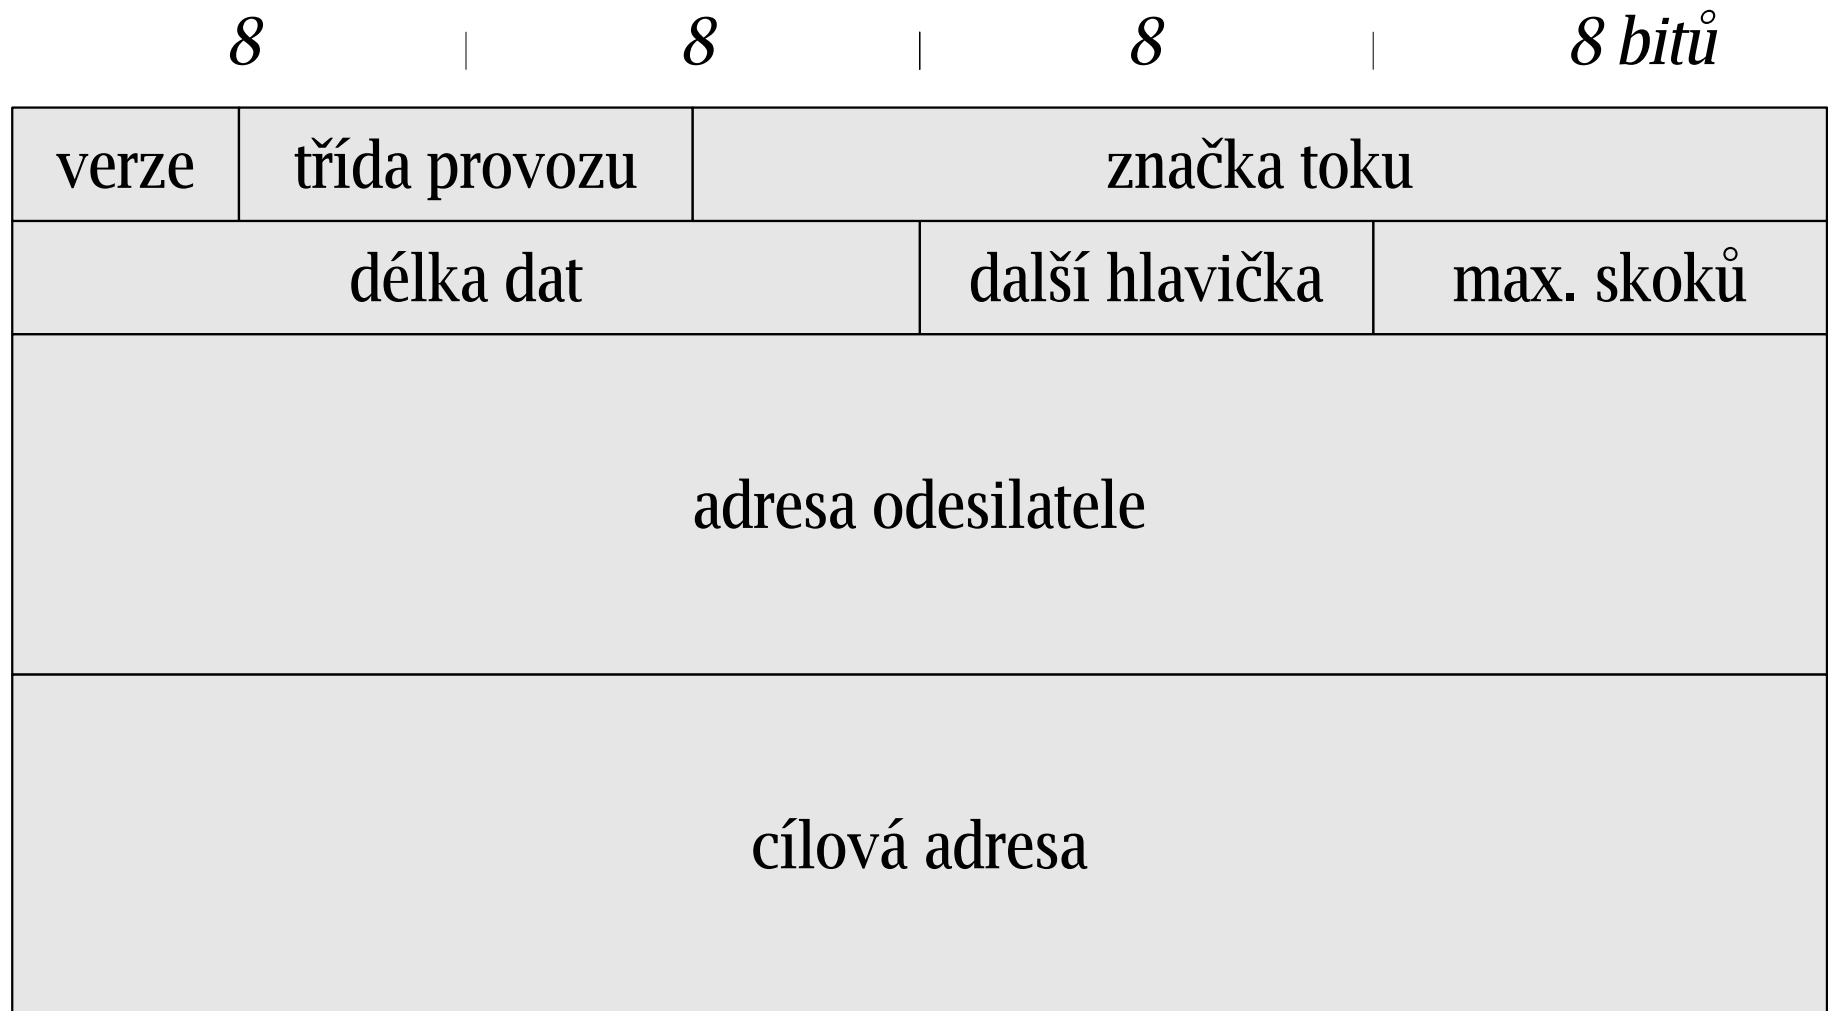 8 8 8 8 bitů
verze třída provozu značka toku
délka dat další hlavička max. skoků
adresa odesilatele
cílová adresa